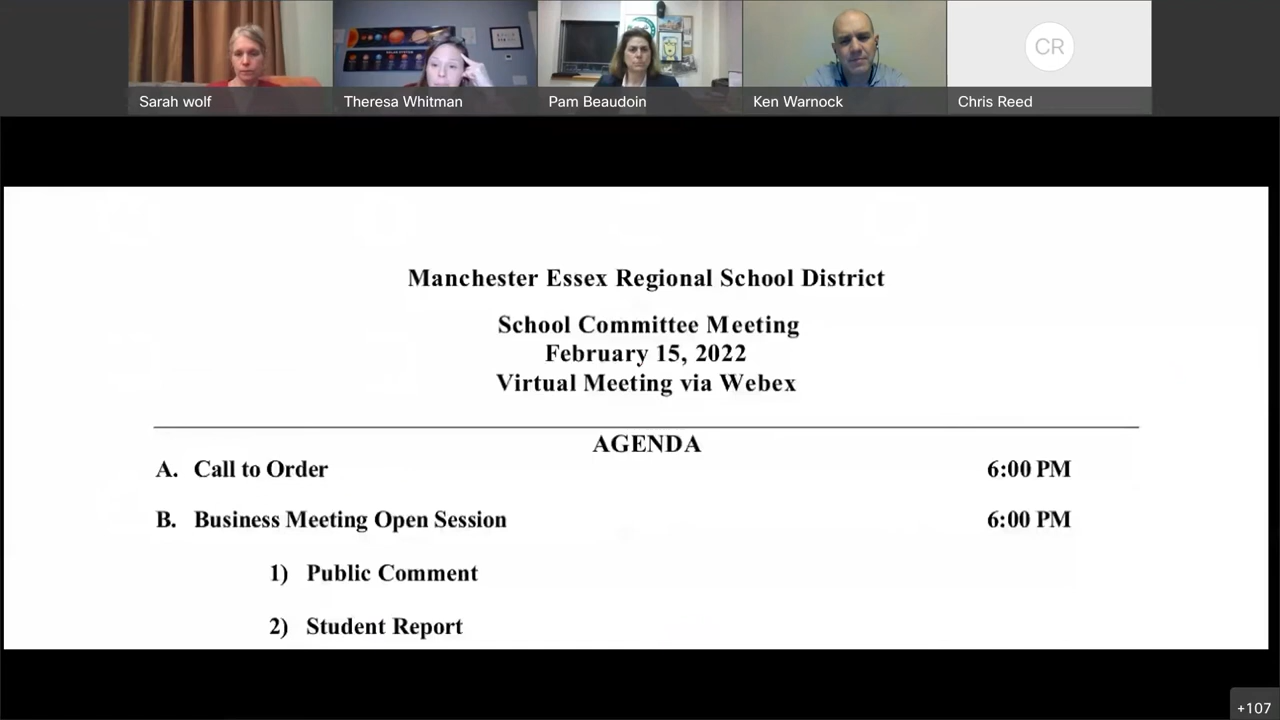 Sarah wolf
Theresa Whitman
Pam Beaudoin
Ken Warnock
CR
Chris Reed
Manchester Essex Regional School District
School Committee Meeting
February 15, 2022
Virtual Meeting via Webex
AGENDA
A. Call to Order 6:00 PM
B. Business Meeting Open Session 6:00 PM
1) Public Comment
2) Student Report
+107